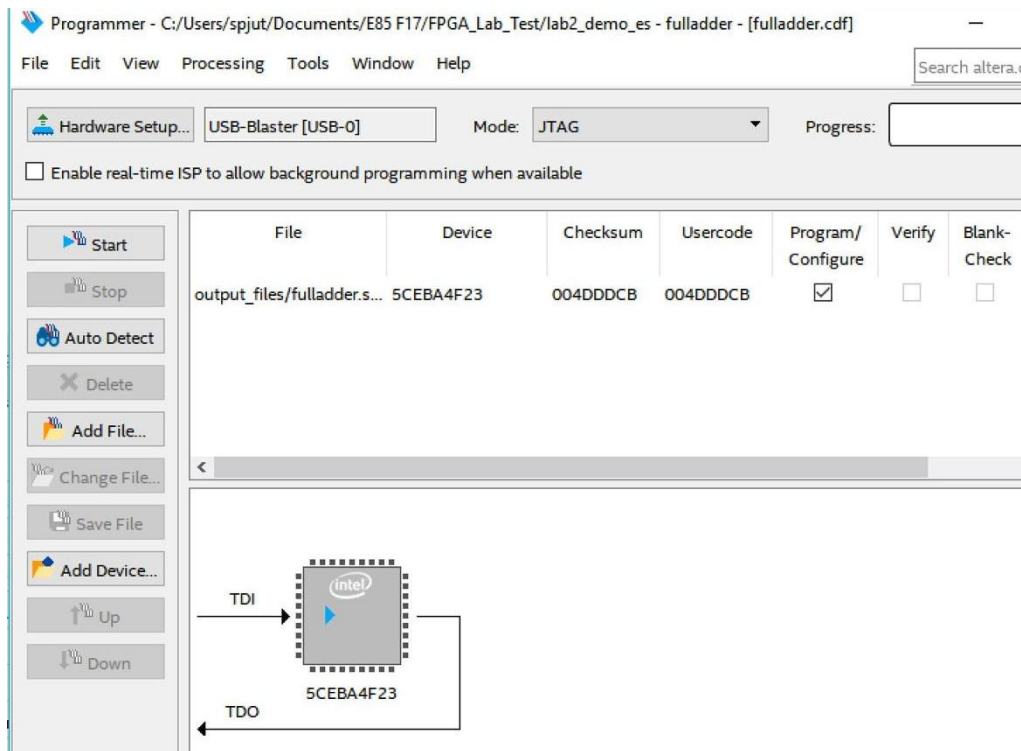 Programmer - C:/Users/spjut/Documents/E85 F17/FPGA_Lab_Test/lab2_demo_es - fulladder - [fulladder.cdf]
File Edit View Processing Tools Window Help
Search altera.
Hardware Setup... USB-Blaster [USB-0] Mode: JTAG Progress:
Enable real-time ISP to allow background programming when available
File Device Checksum Usercode Program/ Verify Blank-
Configure Check
output_files/fulladder.s... 5CEBA4F23 004DDDCB 004DDDCB
Start
Stop
Auto Detect
Delete
Add File...
Change File...
Save File
Add Device...
Up
Down
intel
TDI
5CEBA4F23
TDO